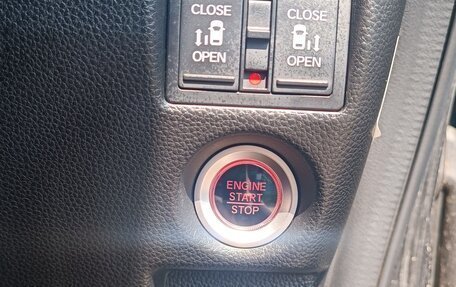 CLOSE
OPEN
CLOSE
OPEN
ENGINE
START
STOP